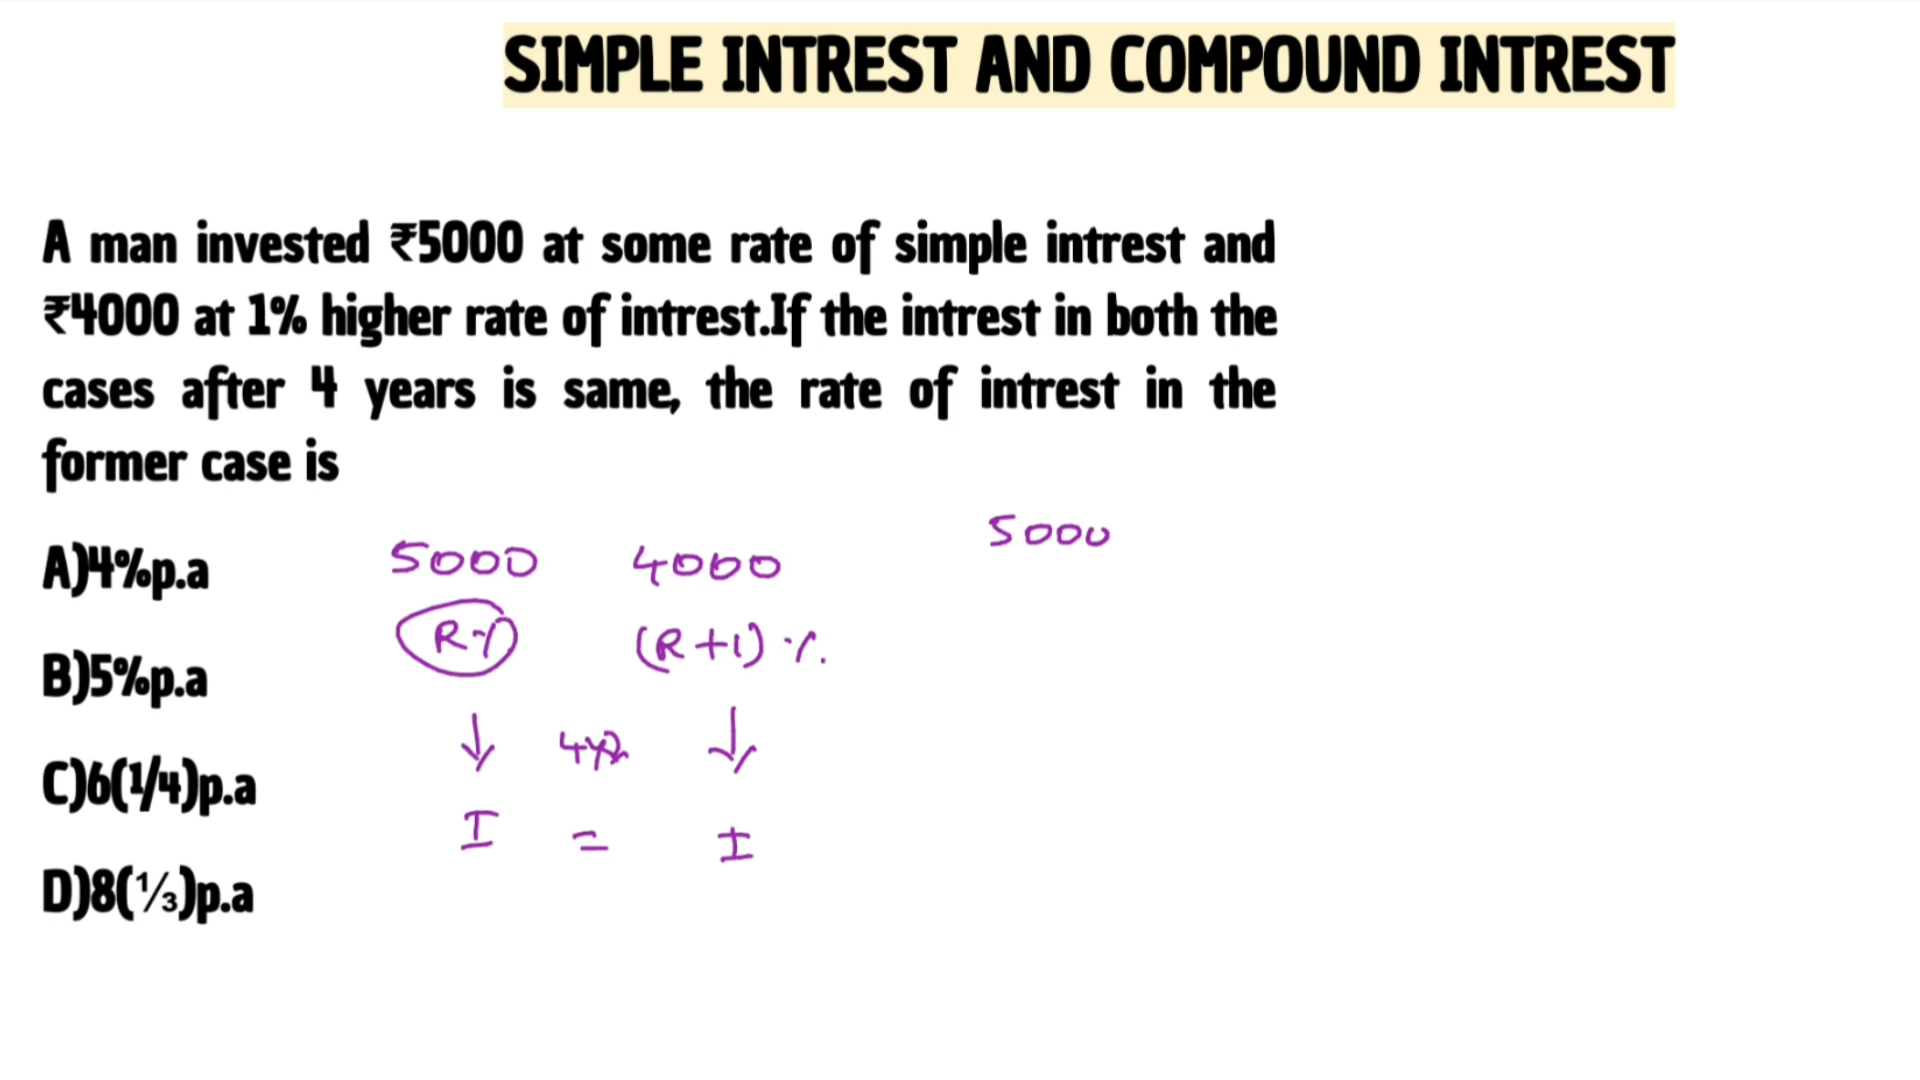 SIMPLE INTREST AND COMPOUND INTREST
A man invested ₹5000 at some rate of simple intrest and
₹4000 at 1% higher rate of intrest.If the intrest in both the
cases after 4 years is same, the rate of intrest in the
former case is
A)4%p.a
B)5%p.a
C)6(1/4)p.a
D)8(⅓)p.a
5000 4000 5000
R% (R+1)%.
↓ 4yr ↓
I = I